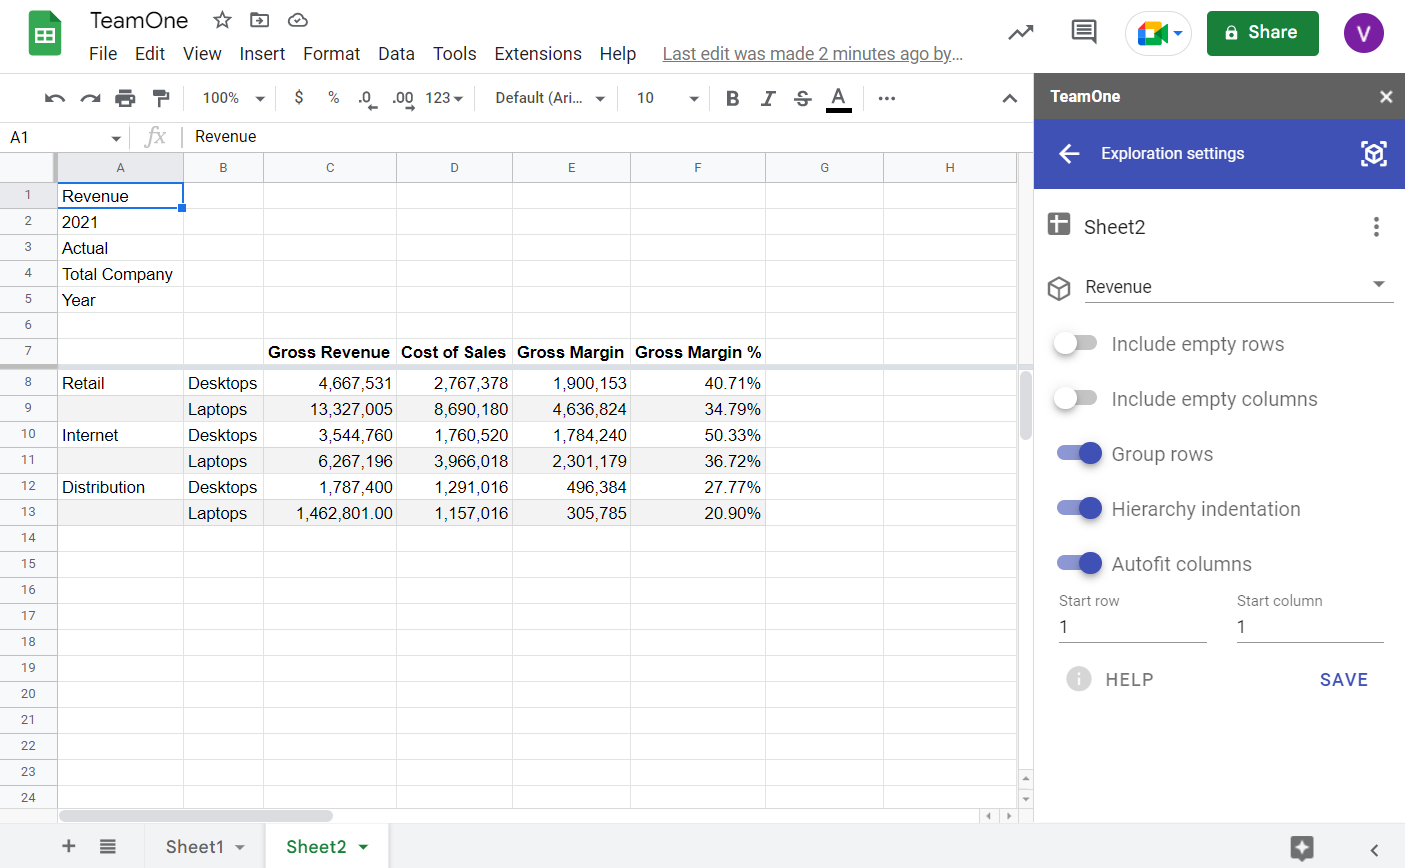 TeamOne
File Edit View Insert Format Data Tools Extensions Help Last edit was made 2 minutes ago by…
Share
V
100% $ % .0 .00 123 Default (Ari... 10 B I S A
A1 fx Revenue
A B C D E F G H
1 Revenue
2 2021
3 Actual
4 Total Company
5 Year
6
7 Gross Revenue Cost of Sales Gross Margin Gross Margin %
8 Retail Desktops 4,667,531 2,767,378 1,900,153 40.71%
9 Laptops 13,327,005 8,690,180 4,636,824 34.79%
10 Internet Desktops 3,544,760 1,760,520 1,784,240 50.33%
11 Laptops 6,267,196 3,966,018 2,301,179 36.72%
12 Distribution Desktops 1,787,400 1,291,016 496,384 27.77%
13 Laptops 1,462,801.00 1,157,016 305,785 20.90%
14
15
16
17
18
19
20
21
22
23
24
Sheet1 Sheet2
TeamOne
Exploration settings
Sheet2
Revenue
Include empty rows
Include empty columns
Group rows
Hierarchy indentation
Autofit columns
Start row Start column
1 1
HELP SAVE